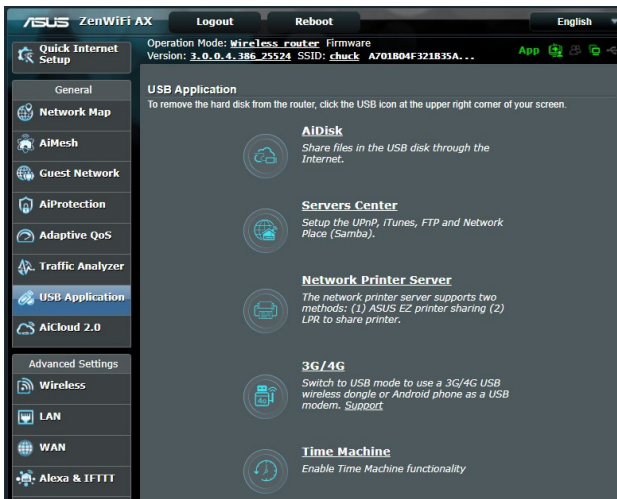 ASUS ZenWiFi AX Logout Reboot English
Quick Internet Setup
Operation Mode: Wireless router Firmware
Version: 3.0.0.4.386_25524 SSID: chuck A701B04F321B35A... App
General
Network Map
AiMesh
Guest Network
AiProtection
Adaptive QoS
Traffic Analyzer
USB Application
AiCloud 2.0
Advanced Settings
Wireless
LAN
WAN
Alexa & IFTTT
USB Application
To remove the hard disk from the router, click the USB icon at the upper right corner of your screen.
AiDisk
Share files in the USB disk through the
Internet.
Servers Center
Setup the UPnP, iTunes, FTP and Network
Place (Samba).
Network Printer Server
The network printer server supports two
methods: (1) ASUS EZ printer sharing (2)
LPR to share printer.
3G/4G
Switch to USB mode to use a 3G/4G USB
wireless dongle or Android phone as a USB
modem. Support
4G
Time Machine
Enable Time Machine functionality